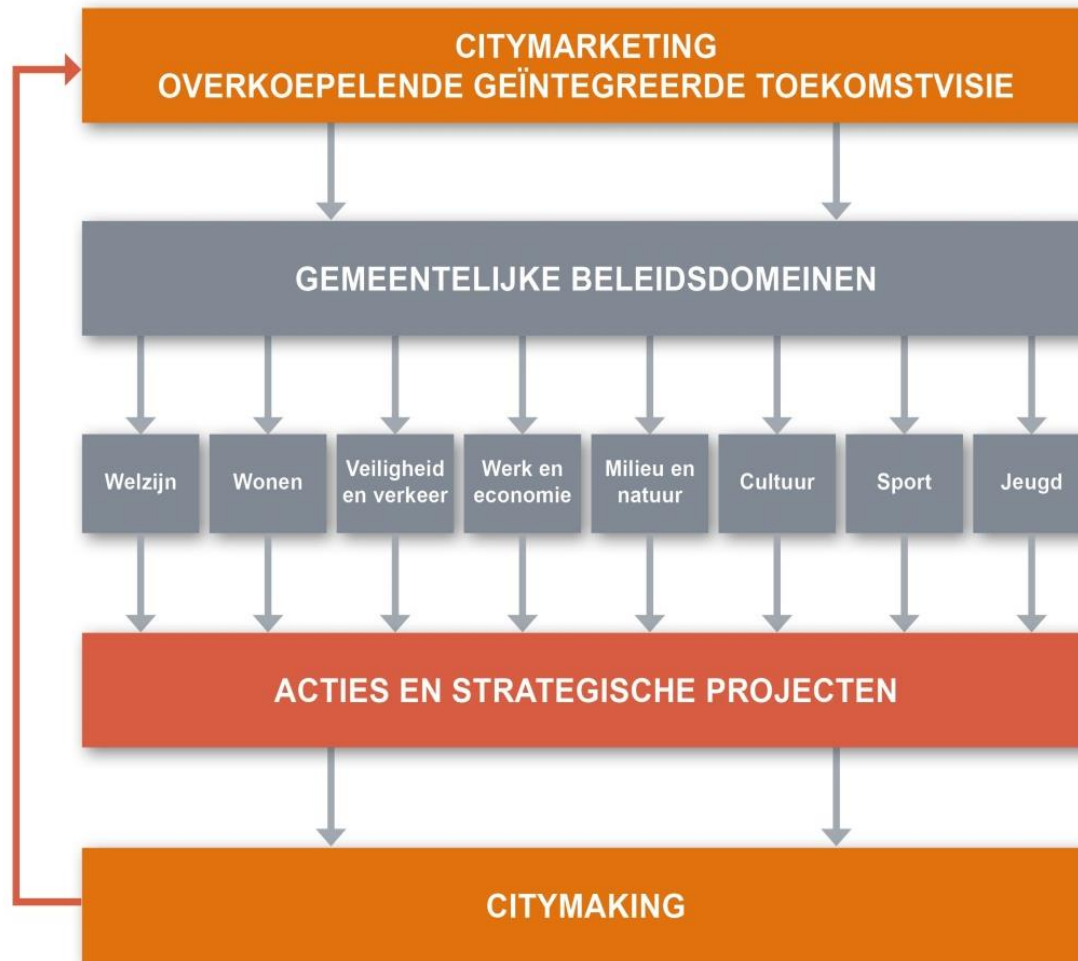 CITYMARKETING
OVERKOEPELENDE GEÏNTEGREERDE TOEKOMSTVISIE
GEMEENTELIJKE BELEIDSDOMEINEN
Welzijn
Wonen
Veiligheid
en verkeer
Werk en
economie
Milieu en
natuur
Cultuur
Sport
Jeugd
ACTIES EN STRATEGISCHE PROJECTEN
CITYMAKING